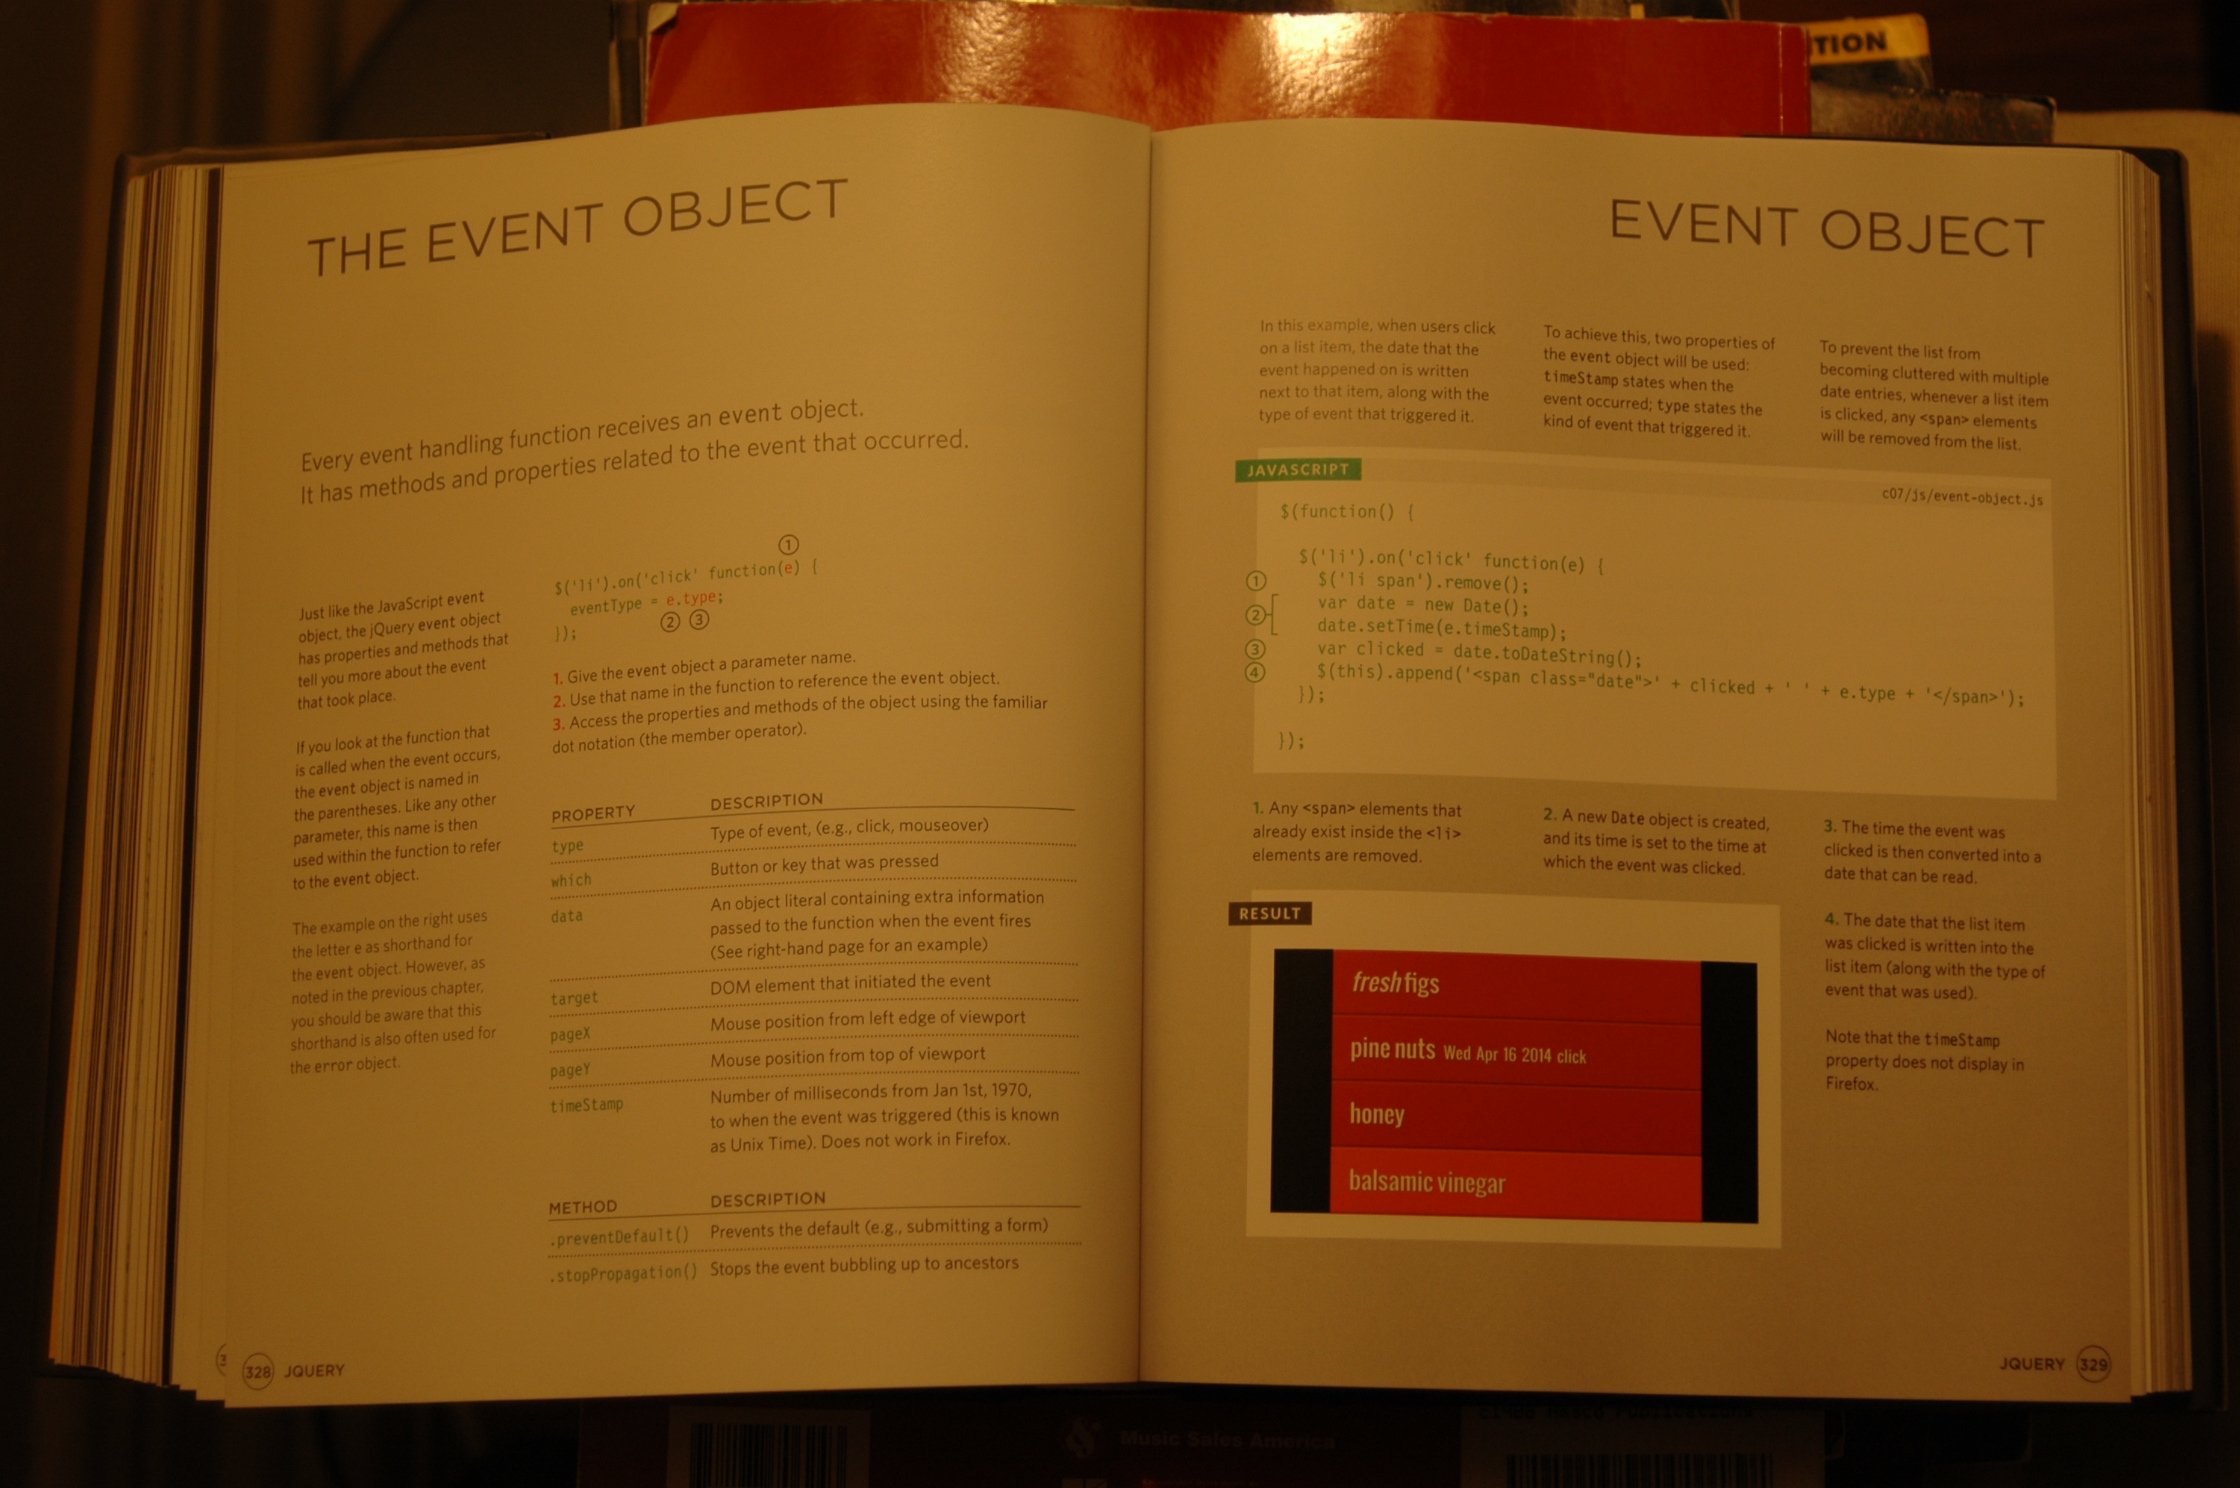 TION
THE EVENT OBJECT
Every event handling function receives an event object.
It has methods and properties related to the event that occurred.
Just like the JavaScript event
object, the jQuery event object
has properties and methods that
tell you more about the event
that took place.
If you look at the function that
is called when the event occurs,
the event object is named in
the parentheses. Like any other
parameter, this name is then
used within the function to refer
to the event object.
The example on the right uses
the letter e as shorthand for
the event object. However, as
noted in the previous chapter,
you should be aware that this
shorthand is also often used for
the error object.
1
$('li').on('click' function(e) {
eventType = e.type;
2 3
});
1. Give the event object a parameter name.
2. Use that name in the function to reference the event object.
3. Access the properties and methods of the object using the familiar
dot notation (the member operator).
PROPERTY DESCRIPTION
type Type of event, (e.g., click, mouseover)
which Button or key that was pressed
data An object literal containing extra information
passed to the function when the event fires
(See right-hand page for an example)
target DOM element that initiated the event
pageX Mouse position from left edge of viewport
pageY Mouse position from top of viewport
timeStamp Number of milliseconds from Jan 1st, 1970,
to when the event was triggered (this is known
as Unix Time). Does not work in Firefox.
METHOD DESCRIPTION
.preventDefault() Prevents the default (e.g., submitting a form)
.stopPropagation() Stops the event bubbling up to ancestors
328 JQUERY
EVENT OBJECT
In this example, when users click
on a list item, the date that the
event happened on is written
next to that item, along with the
type of event that triggered it.
To achieve this, two properties of
the event object will be used:
timeStamp states when the
event occurred; type states the
kind of event that triggered it.
To prevent the list from
becoming cluttered with multiple
date entries, whenever a list item
is clicked, any <span> elements
will be removed from the list.
JAVASCRIPT
c07/js/event-object.js
$(function() {
$('li').on('click' function(e) {
1 $('li span').remove();
2 var date = new Date();
date.setTime(e.timeStamp);
3 var clicked = date.toDateString();
4 $(this).append('<span class="date">' + clicked + ' ' + e.type + '</span>');
});
});
1. Any <span> elements that
already exist inside the <li>
elements are removed.
2. A new Date object is created,
and its time is set to the time at
which the event was clicked.
3. The time the event was
clicked is then converted into a
date that can be read.
4. The date that the list item
was clicked is written into the
list item (along with the type of
event that was used).
Note that the timeStamp
property does not display in
Firefox.
RESULT
fresh figs
pine nuts Wed Apr 16 2014 click
honey
balsamic vinegar
JQUERY 329
Music Sales America